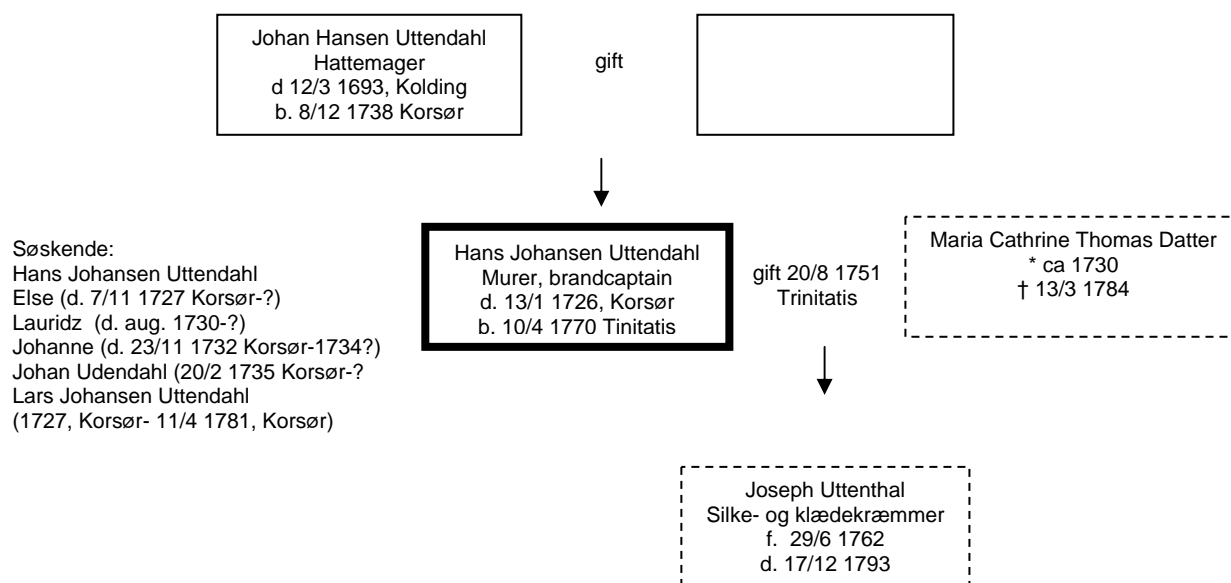 Johan Hansen Uttendahl
Hattemager
d 12/3 1693, Kolding
b. 8/12 1738 Korsør
gift
Søskende:
Hans Johansen Uttendahl
Else (d. 7/11 1727 Korsør-?)
Lauridz  (d. aug. 1730-?)
Johanne (d. 23/11 1732 Korsør-1734?)
Johan Udendahl (20/2 1735 Korsør-?
Lars Johansen Uttendahl
(1727, Korsør- 11/4 1781, Korsør)
Hans Johansen Uttendahl
Murer, brandcaptain
d. 13/1 1726, Korsør
b. 10/4 1770 Tinitatis
gift 20/8 1751
Trinitatis
Maria Cathrine Thomas Datter
* ca 1730
† 13/3 1784
Joseph Uttenthal
Silke- og klædekræmmer
f.  29/6 1762
d. 17/12 1793